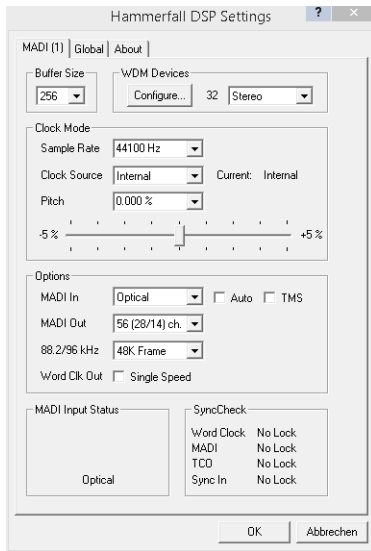 Hammerfall DSP Settings ? ×
MADI (1) Global About
Buffer Size
256
WDM Devices
Configure... 32 Stereo
Clock Mode
Sample Rate 44100 Hz
Clock Source Internal Current: Internal
Pitch 0.000 %
-5 % +5 %
Options
MADI In Optical Auto TMS
MADI Out 56 (28/14) ch.
88.2/96 kHz 48K Frame
Word Clk Out Single Speed
MADI Input Status
Optical
SyncCheck
Word Clock No Lock
MADI No Lock
TCO No Lock
Sync In No Lock
OK Abbrechen